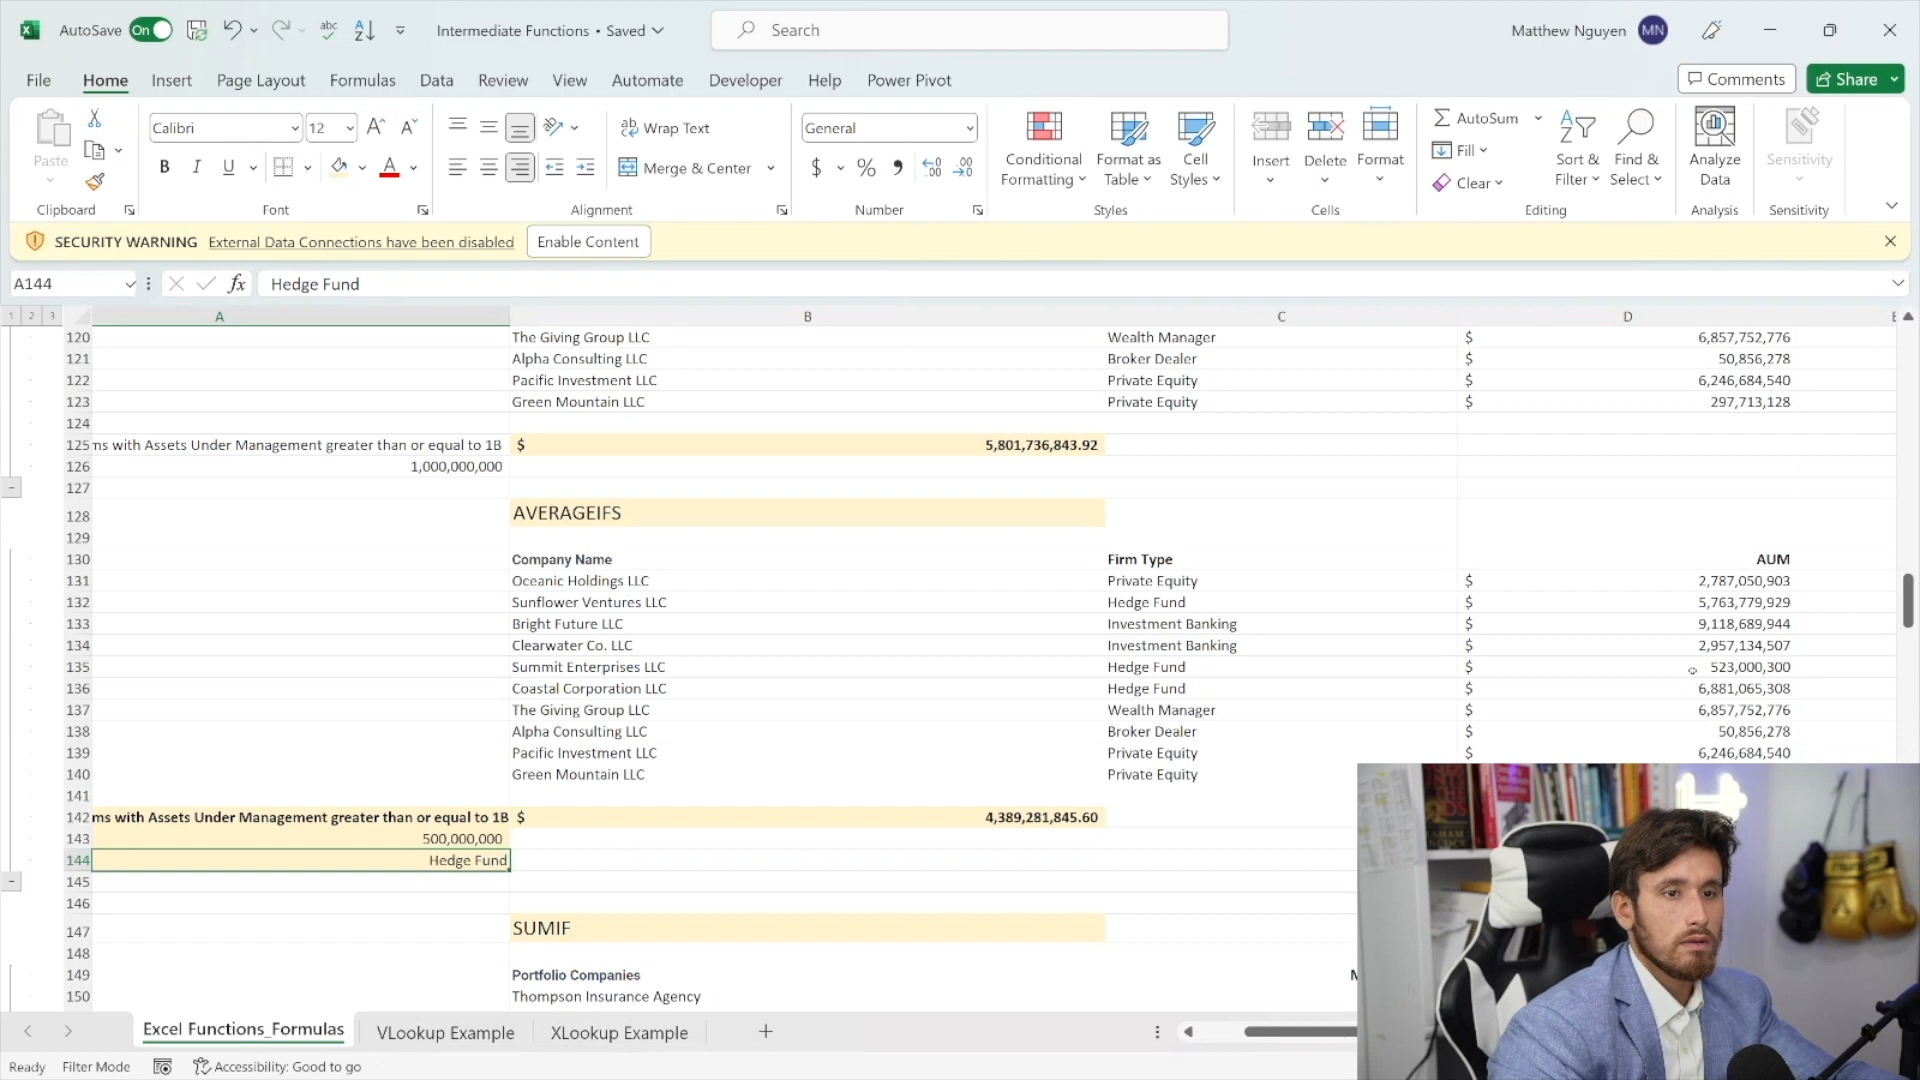 AutoSave On Intermediate Functions • Saved Search Matthew Nguyen MN
File Home Insert Page Layout Formulas Data Review View Automate Developer Help Power Pivot Comments Share
Paste Calibri 12 Wrap Text General Conditional Formatting Format as Table Cell Styles Insert Delete Format AutoSum Fill Clear Sort & Filter Find & Select Analyze Data Sensitivity
B I U A Merge & Center $ %
Clipboard Font Alignment Number Styles Cells Editing Analysis Sensitivity
SECURITY WARNING External Data Connections have been disabled Enable Content
A144 fx Hedge Fund
1 2 3 A B C D
120 The Giving Group LLC Wealth Manager $ 6,857,752,776
121 Alpha Consulting LLC Broker Dealer $ 50,856,278
122 Pacific Investment LLC Private Equity $ 6,246,684,540
123 Green Mountain LLC Private Equity $ 297,713,128
124
125 ms with Assets Under Management greater than or equal to 1B $ 5,801,736,843.92
126 1,000,000,000
127
128 AVERAGEIFS
129
130 Company Name Firm Type AUM
131 Oceanic Holdings LLC Private Equity $ 2,787,050,903
132 Sunflower Ventures LLC Hedge Fund $ 5,763,779,929
133 Bright Future LLC Investment Banking $ 9,118,689,944
134 Clearwater Co. LLC Investment Banking $ 2,957,134,507
135 Summit Enterprises LLC Hedge Fund $ 523,000,300
136 Coastal Corporation LLC Hedge Fund $ 6,881,065,308
137 The Giving Group LLC Wealth Manager $ 6,857,752,776
138 Alpha Consulting LLC Broker Dealer $ 50,856,278
139 Pacific Investment LLC Private Equity $ 6,246,684,540
140 Green Mountain LLC Private Equity
141
142 ms with Assets Under Management greater than or equal to 1B $ 4,389,281,845.60
143 500,000,000
144 Hedge Fund
145
146
147 SUMIF
148
149 Portfolio Companies
150 Thompson Insurance Agency
Excel Functions_Formulas VLookup Example XLookup Example
Ready Filter Mode Accessibility: Good to go